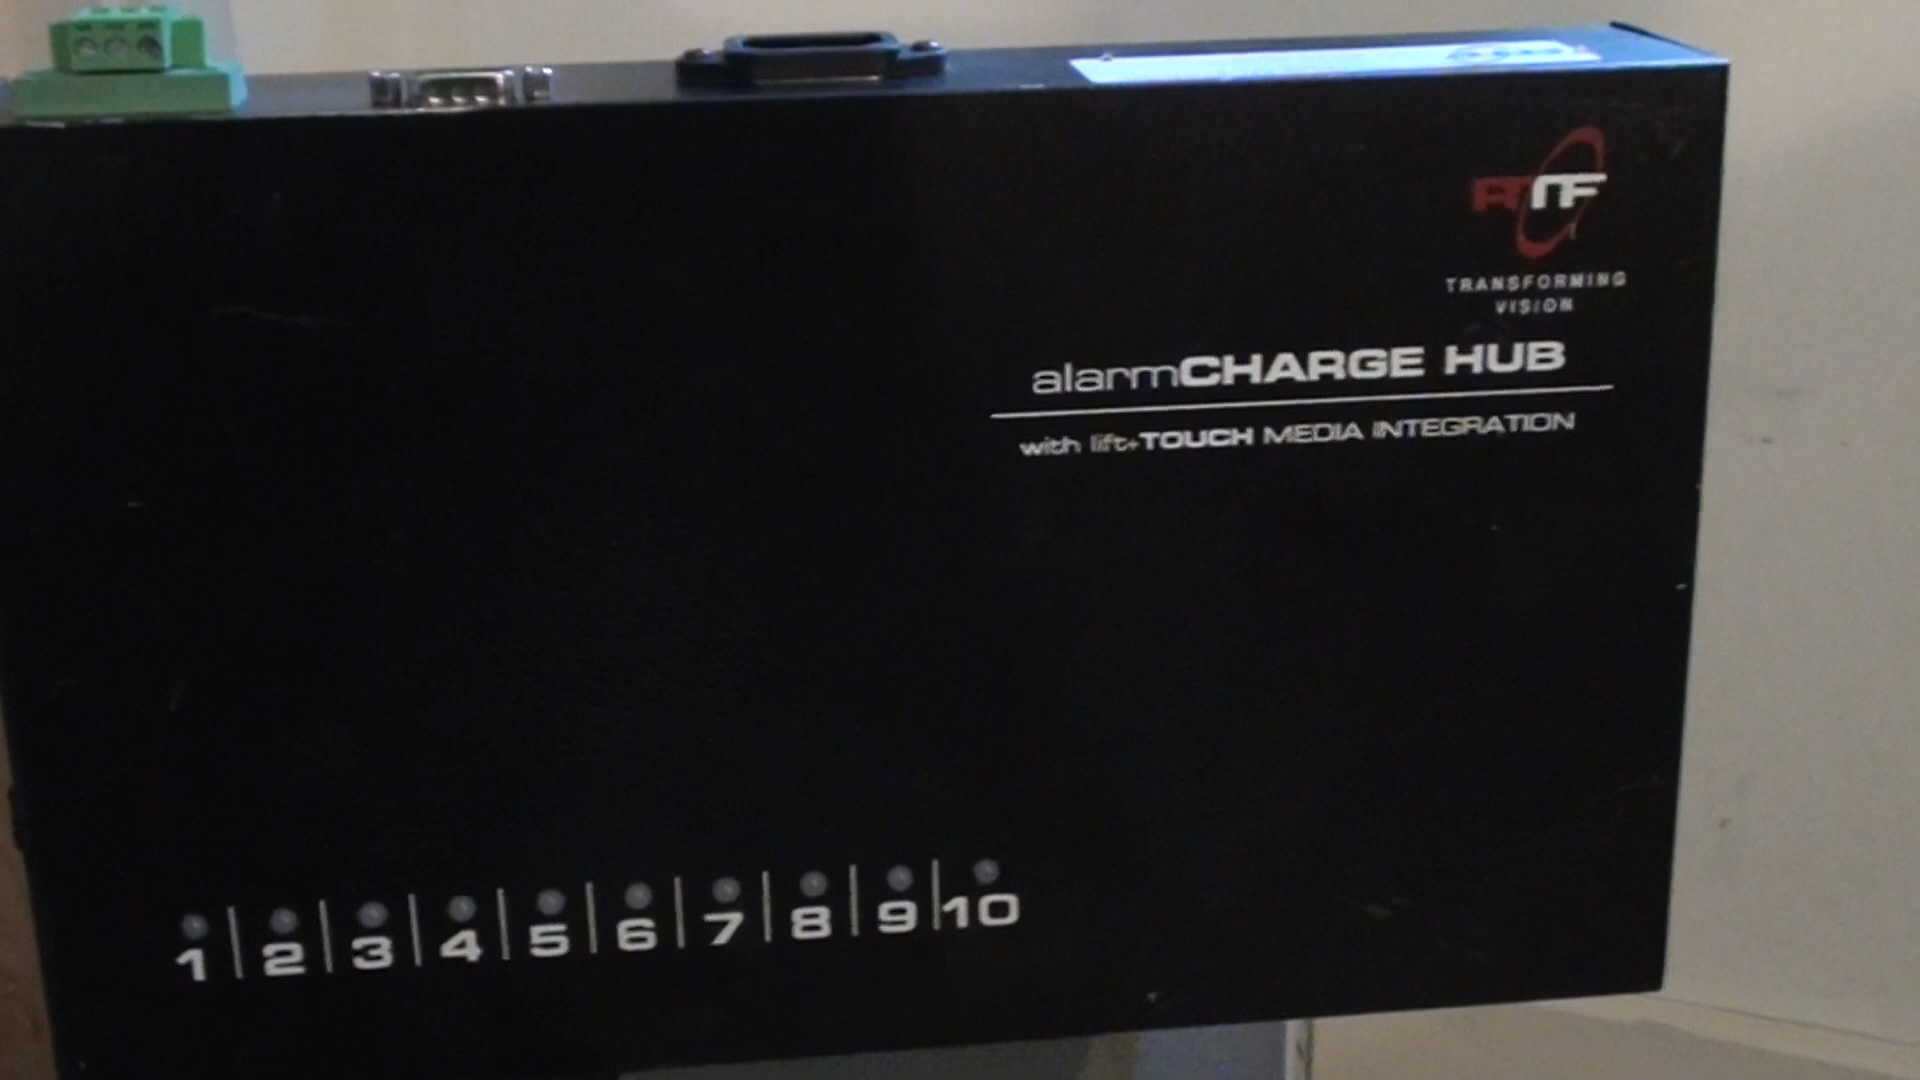 RTF
TRANSFORMING
VISION
alarmCHARGE HUB
with lift+TOUCH MEDIA INTEGRATION
1 | 2 | 3 | 4 | 5 | 6 | 7 | 8 | 9 | 10